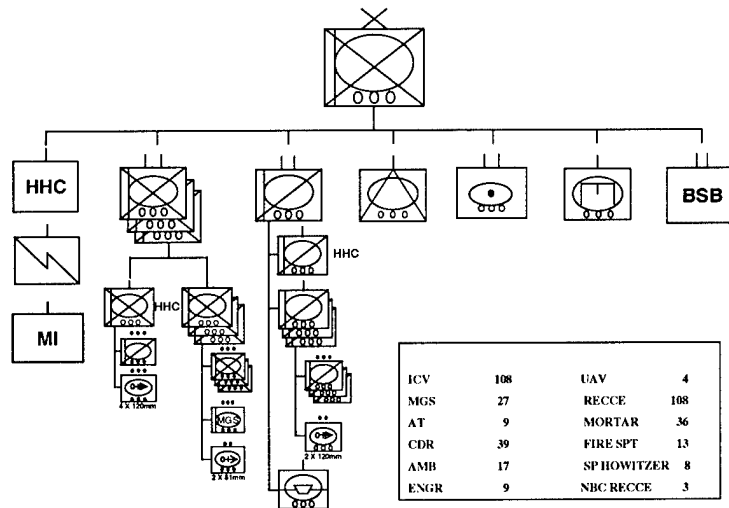 HHC
BSB
HHC
MI
HHC
4 X 120mm
MGS
2 X 81mm
2 X 120mm
ICV 108 UAV 4
MGS 27 RECCE 108
AT 9 MORTAR 36
CDR 39 FIRE SPT 13
AMB 17 SP HOWITZER 8
ENGR 9 NBC RECCE 3